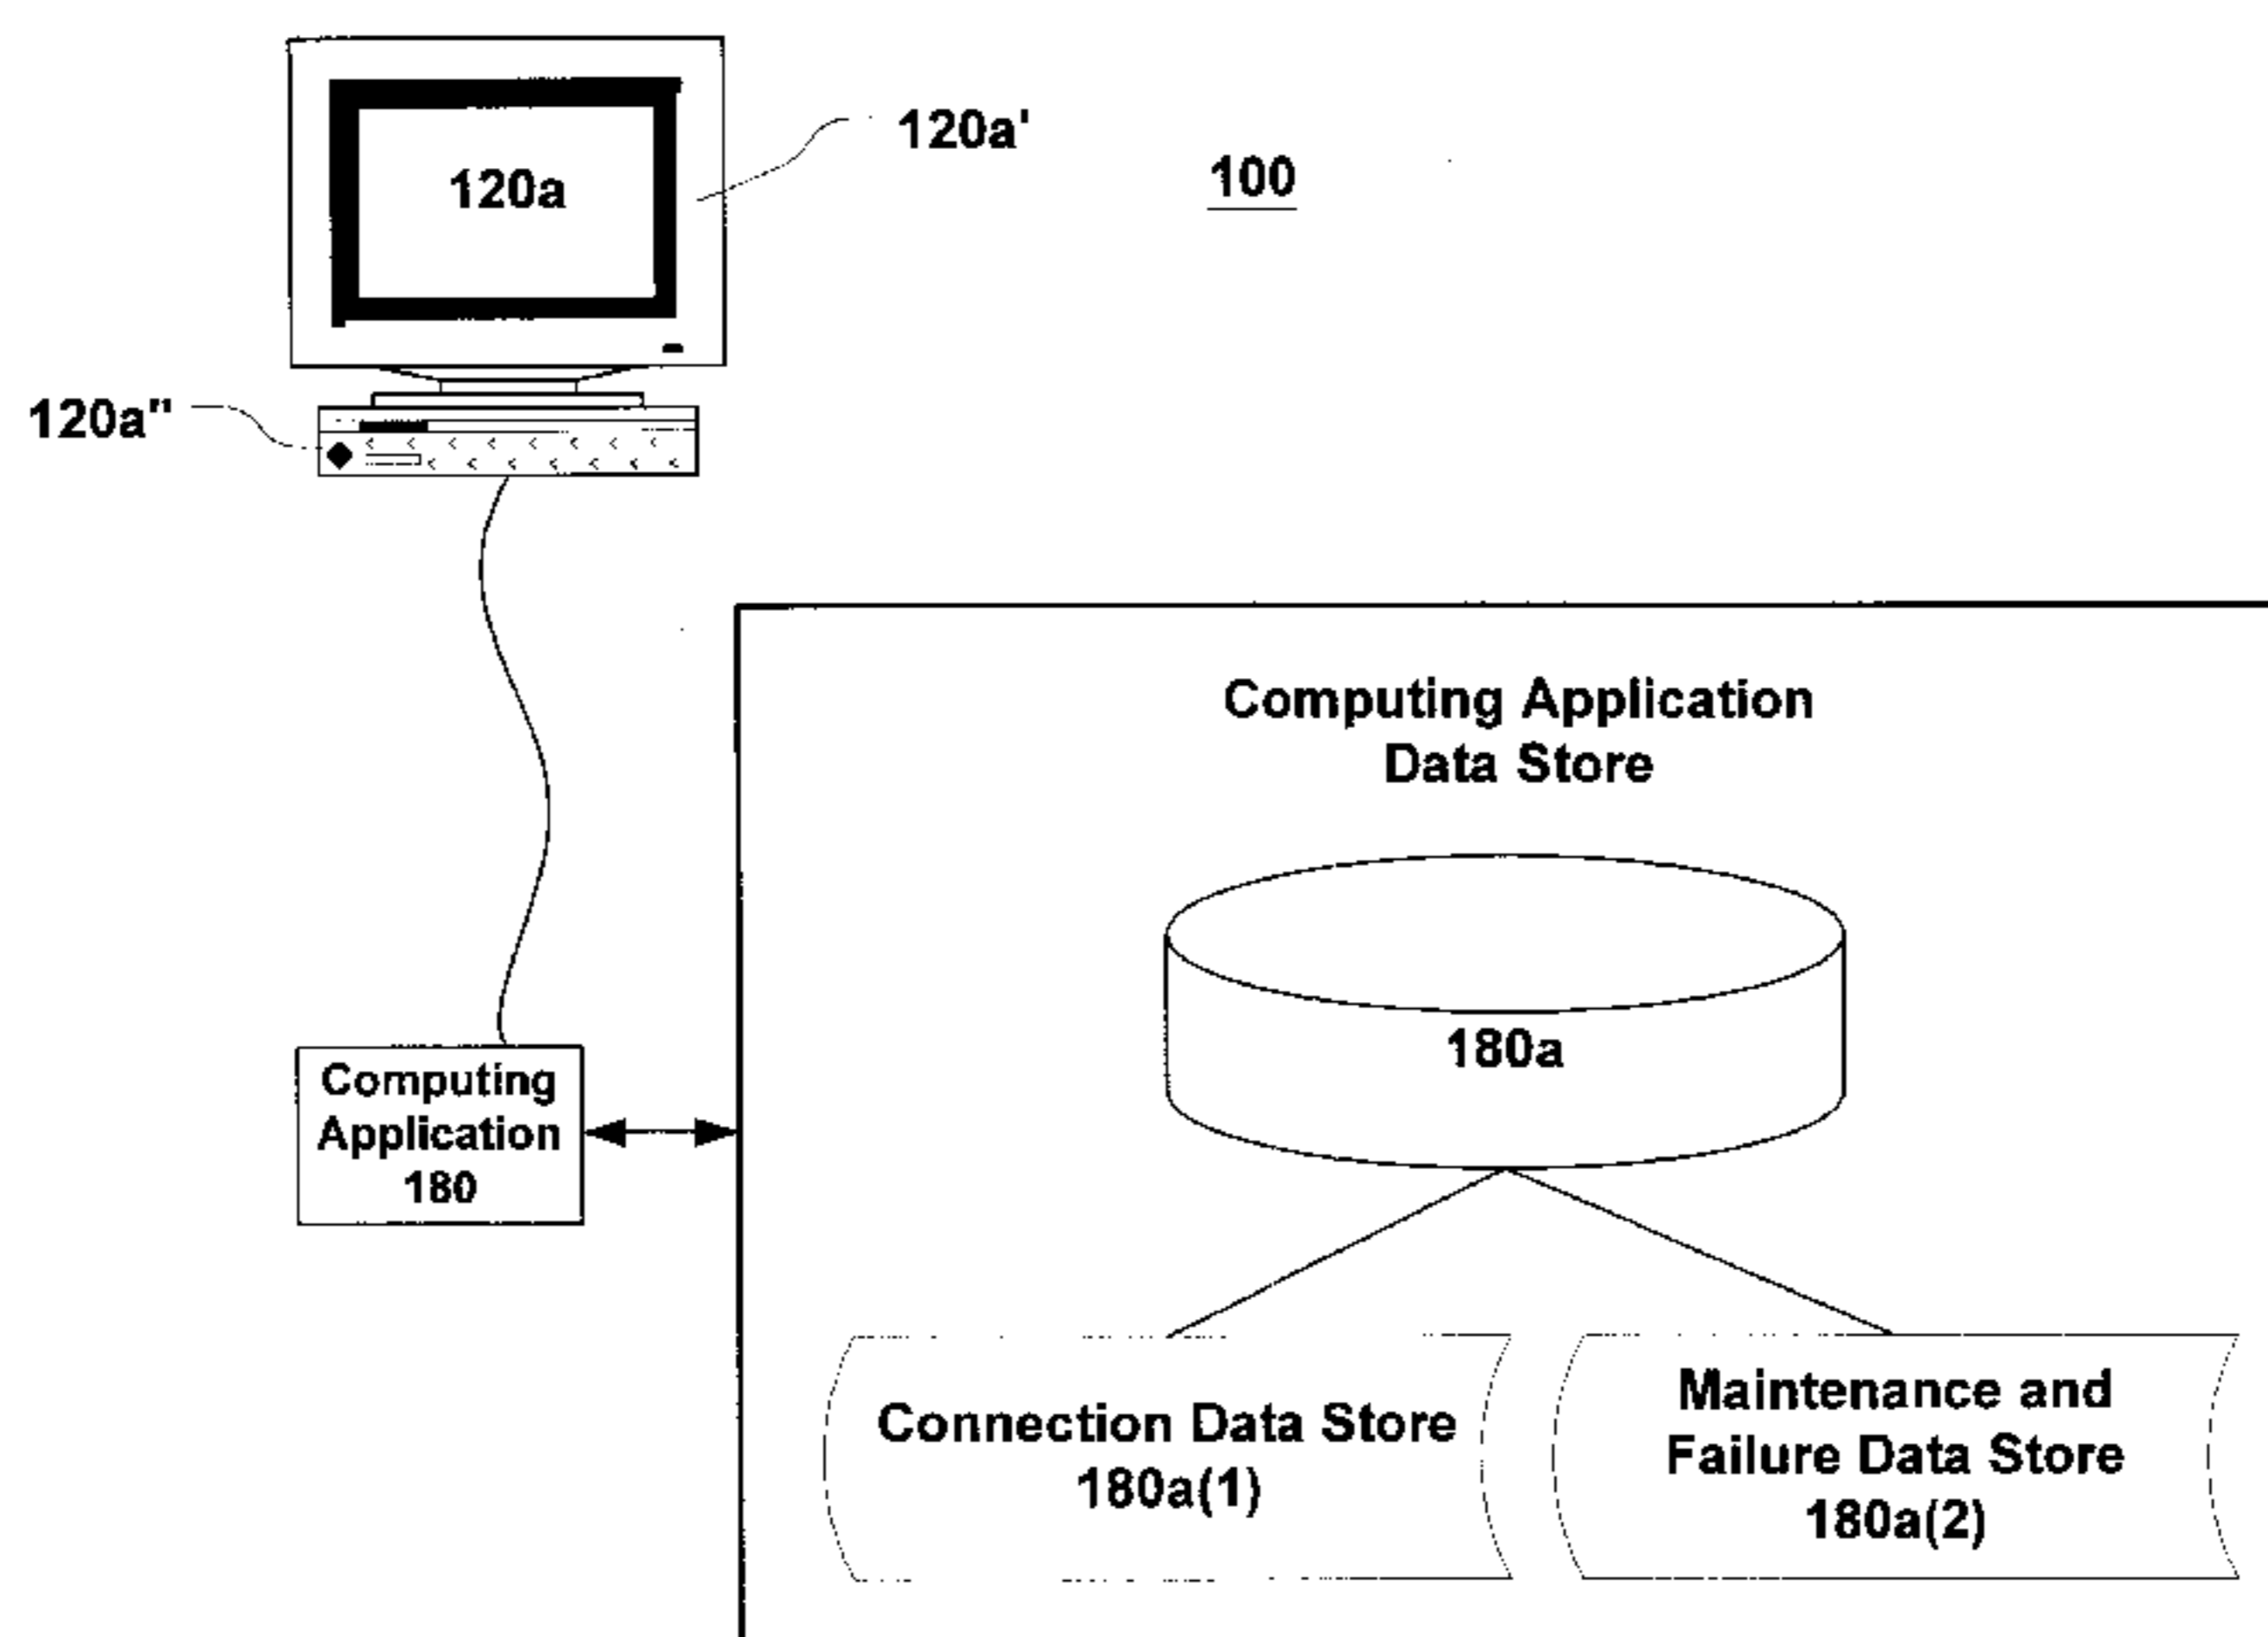 120a
120a'
100
120a"
Computing Application
Data Store
180a
Computing
Application
180
Connection Data Store
180a(1)
Maintenance and
Failure Data Store
180a(2)